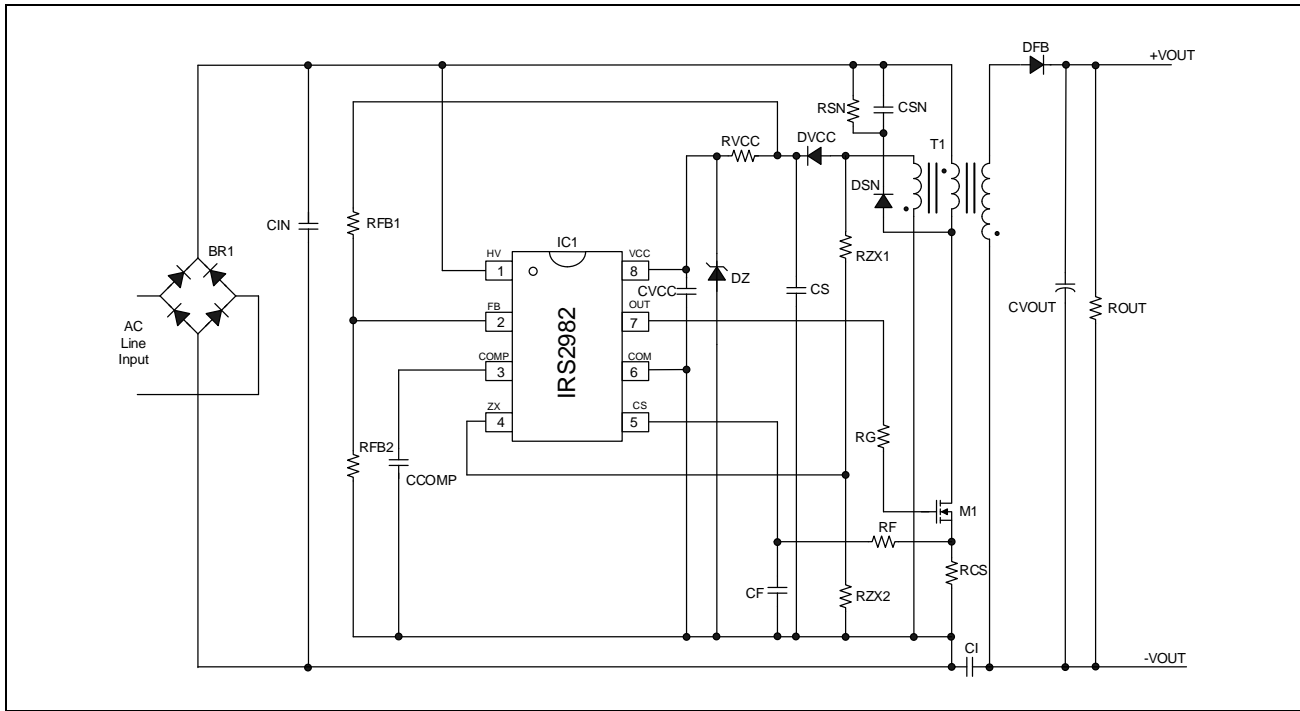 DFB
+VOUT
RSN
CSN
RVCC
DVCC
T1
DSN
CIN
RFB1
BR1
IC1
HV
VCC
1
8
RZX1
CVCC
DZ
CS
FB
OUT
2
7
CVOUT
ROUT
AC
Line
Input
IRS2982
COMP
COM
3
6
ZX
CS
4
5
RG
RFB2
CCOMP
M1
RF
RCS
CF
RZX2
CI
-VOUT